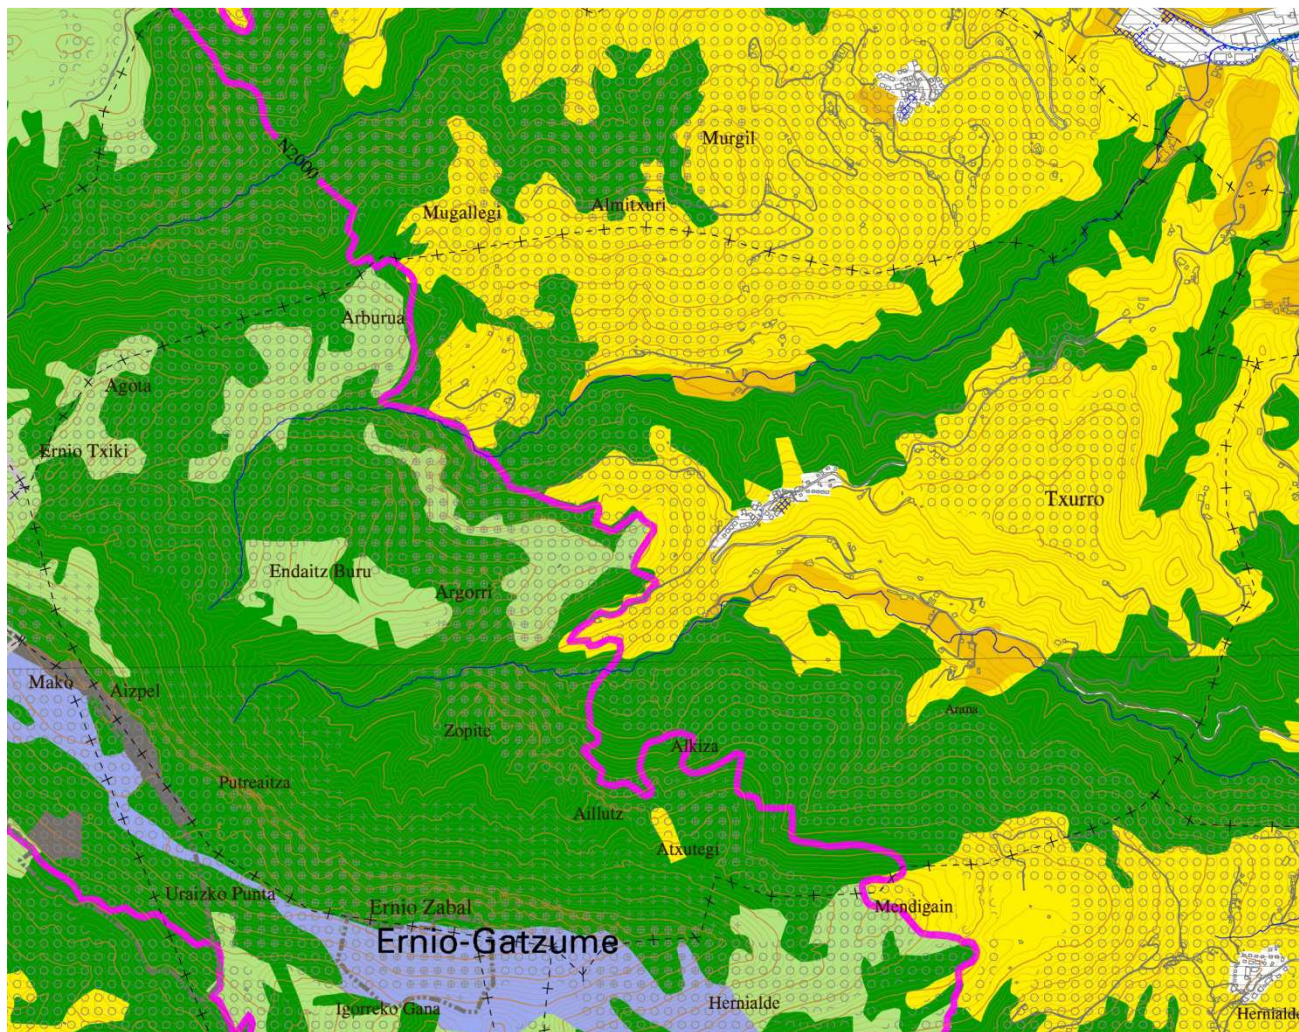 Murgil
N2000
Mugallegi
Almitxuri
Arburua
Agota
Ernio Txiki
Txurro
Endaitz Buru
Argorri
Mako
Aizpel
Arana
Zopite
Alkiza
Putreaitza
Aillutz
Atxutegi
Uraizko Punta
Ernio Zabal
Mendigain
Ernio-Gatzume
Igorreko Gana
Hernialde
Hernialde